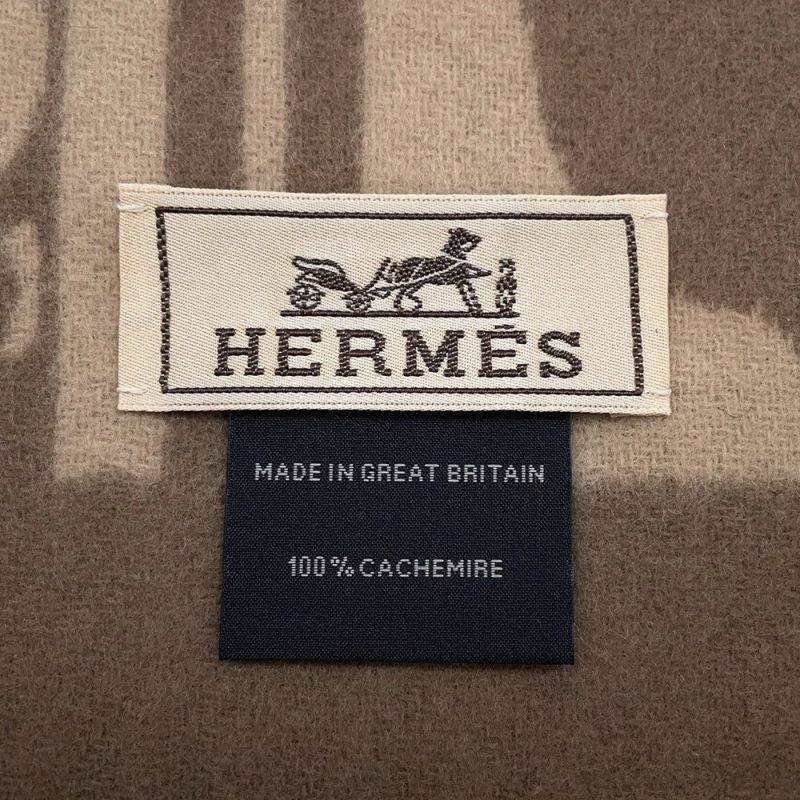 HERMÈS
MADE IN GREAT BRITAIN
100% CACHEMIRE